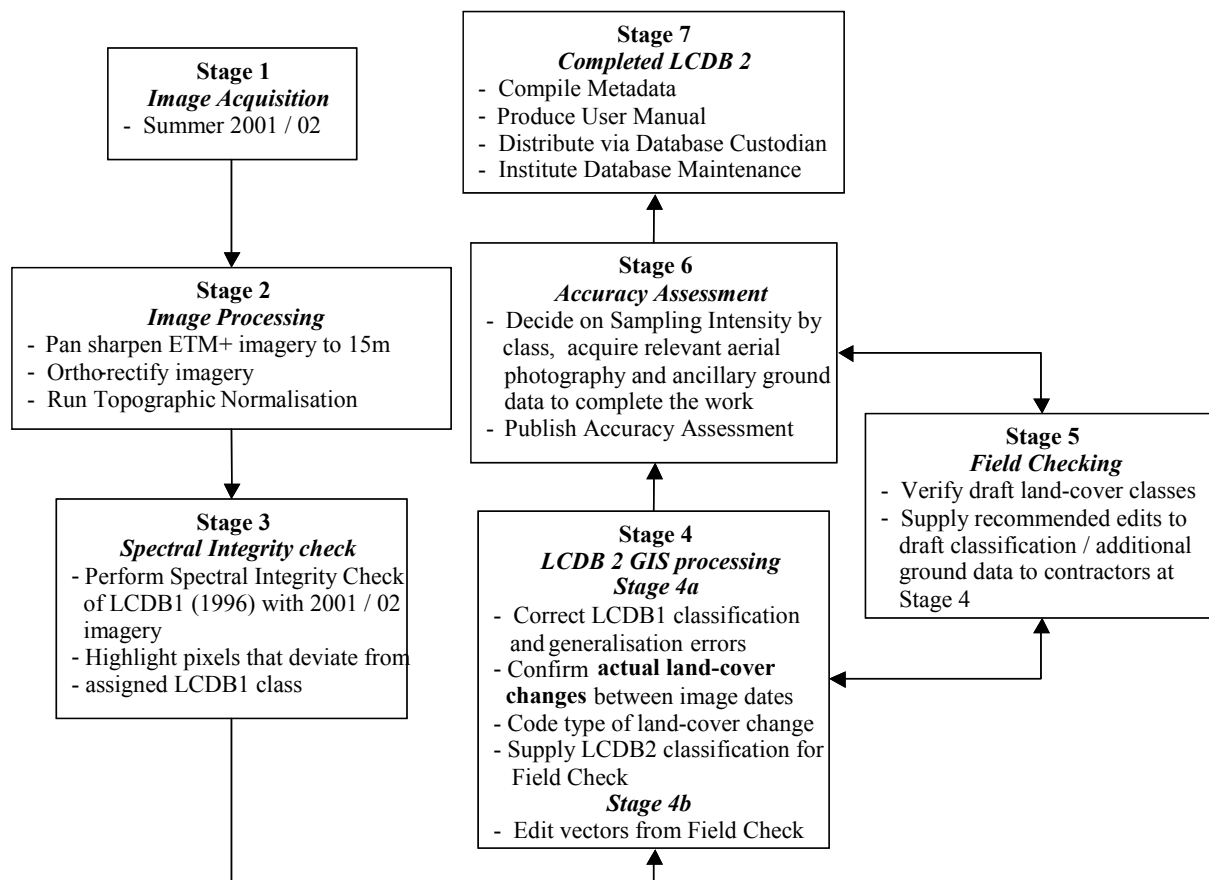 Stage 1
Image Acquisition
- Summer 2001 / 02
Stage 2
Image Processing
- Pan sharpen ETM+ imagery to 15m
- Ortho-rectify imagery
- Run Topographic Normalisation
Stage 3
Spectral Integrity check
- Perform Spectral Integrity Check
of LCDB1 (1996) with 2001 / 02
imagery
- Highlight pixels that deviate from
- assigned LCDB1 class
Stage 4
LCDB 2 GIS processing
Stage 4a
- Correct LCDB1 classification
and generalisation errors
- Confirm actual land-cover
changes between image dates
- Code type of land-cover change
- Supply LCDB2 classification for
Field Check
Stage 4b
- Edit vectors from Field Check
Stage 5
Field Checking
- Verify draft land-cover classes
- Supply recommended edits to
draft classification / additional
ground data to contractors at
Stage 4
Stage 6
Accuracy Assessment
- Decide on Sampling Intensity by
class, acquire relevant aerial
photography and ancillary ground
data to complete the work
- Publish Accuracy Assessment
Stage 7
Completed LCDB 2
- Compile Metadata
- Produce User Manual
- Distribute via Database Custodian
- Institute Database Maintenance